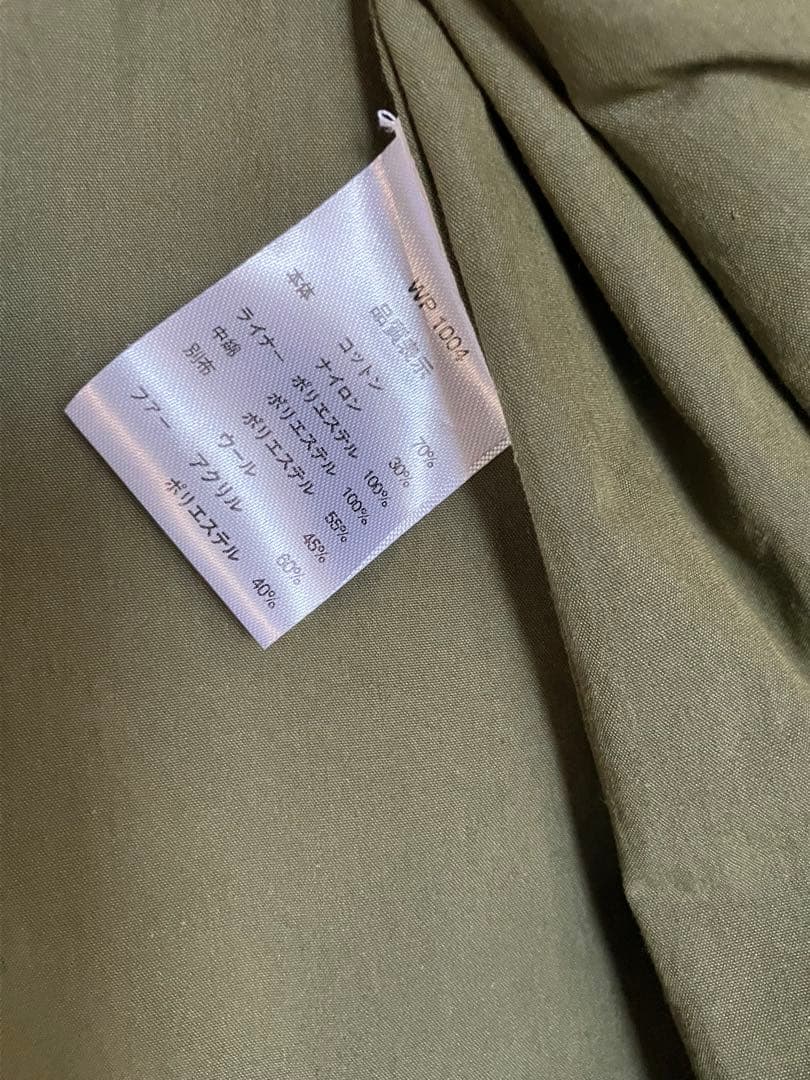 WP 1004
品質表示
本体 コットン 70%
ナイロン 30%
ライナー ポリエステル 100%
中綿 ポリエステル 100%
別布 ポリエステル 55%
ウール 45%
フアー アクリル 60%
ポリエステル 40%